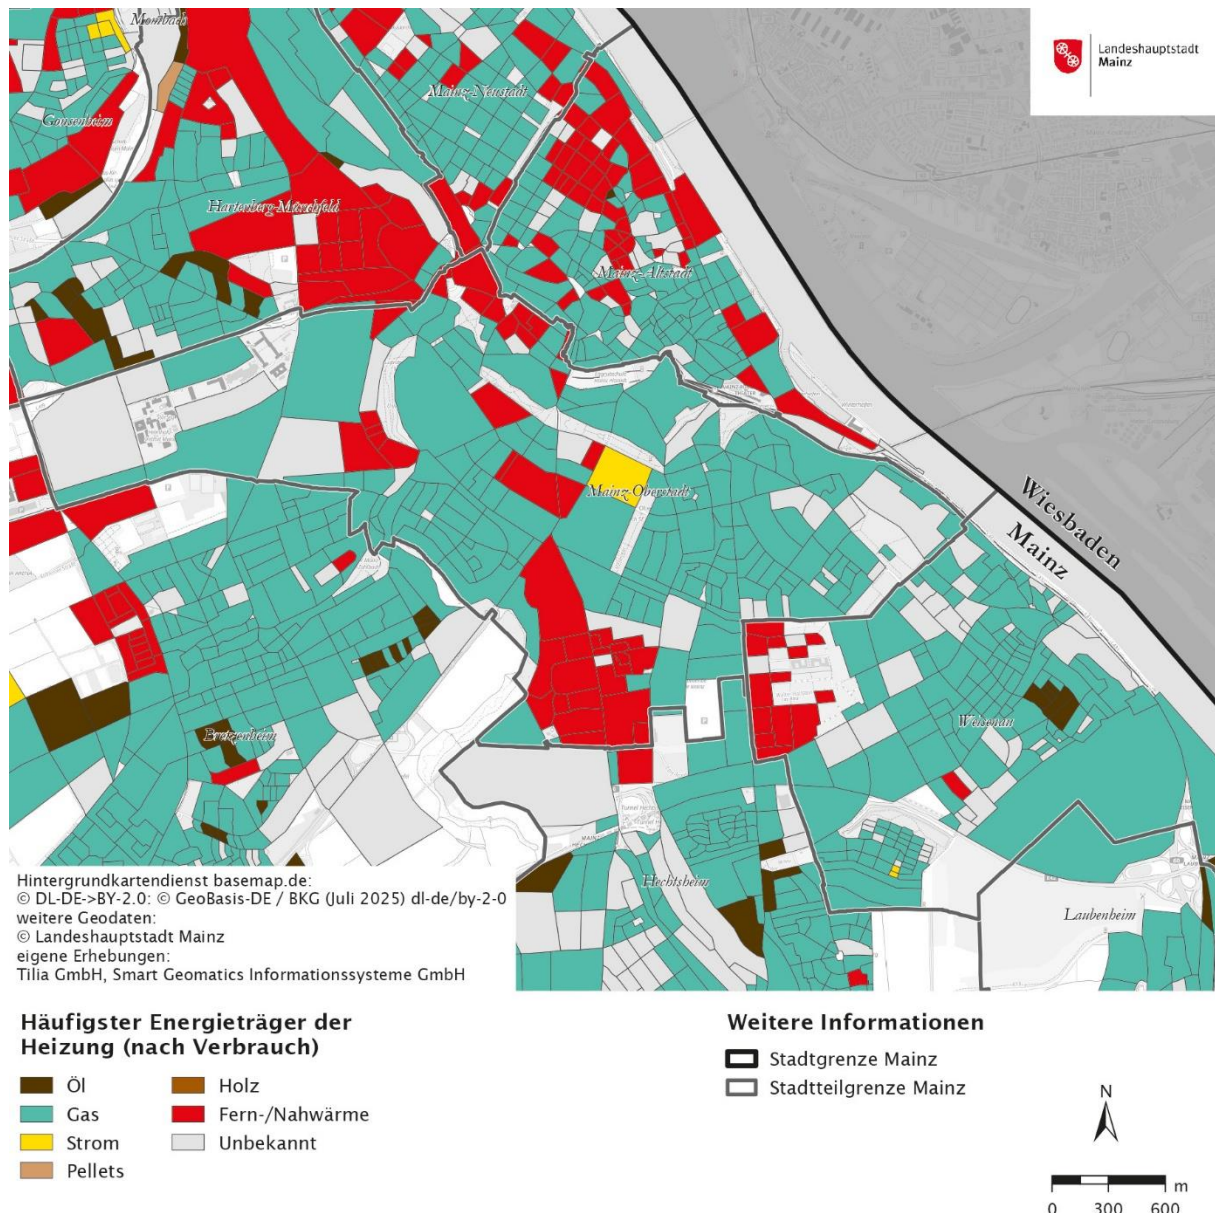 Mombach
Landeshauptstadt
Mainz
Mainz-Neustadt
Gonsenheim
Hartenberg-Münchfeld
Mainz-Altstadt
Mainz-Oberstadt
Wiesbaden
Mainz
Weisenau
Bretzenheim
Hechtsheim
Laubenheim
Hintergrundkartendienst basemap.de:
© DL-DE->BY-2.0: © GeoBasis-DE / BKG (Juli 2025) dl-de/by-2-0
weitere Geodaten:
© Landeshauptstadt Mainz
eigene Erhebungen:
Tilia GmbH, Smart Geomatics Informationssysteme GmbH
Häufigster Energieträger der
Heizung (nach Verbrauch)
Öl
Gas
Strom
Pellets
Holz
Fern-/Nahwärme
Unbekannt
Weitere Informationen
Stadtgrenze Mainz
Stadtteilgrenze Mainz
N
m
0 300 600